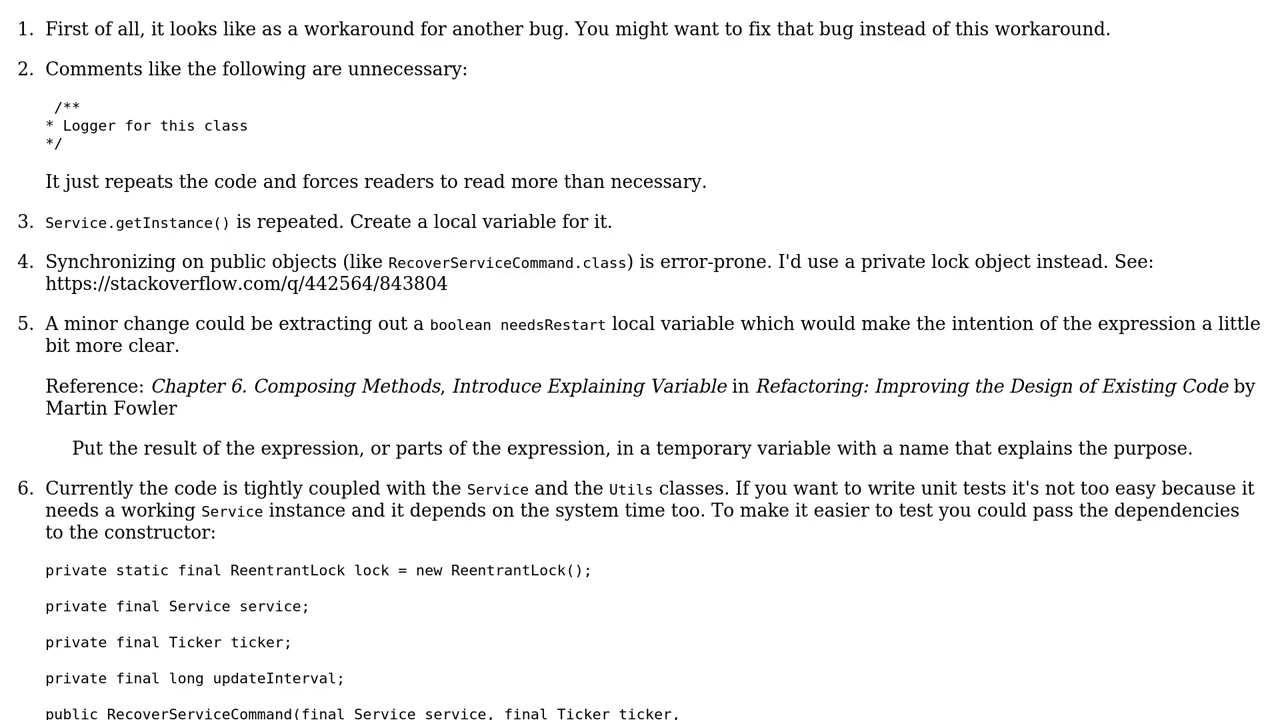 1. First of all, it looks like as a workaround for another bug. You might want to fix that bug instead of this workaround.
2. Comments like the following are unnecessary:
/**
* Logger for this class
*/
It just repeats the code and forces readers to read more than necessary.
3. Service.getInstance() is repeated. Create a local variable for it.
4. Synchronizing on public objects (like RecoverServiceCommand.class) is error-prone. I'd use a private lock object instead. See:
https://stackoverflow.com/q/442564/843804
5. A minor change could be extracting out a boolean needsRestart local variable which would make the intention of the expression a little
bit more clear.
Reference: Chapter 6. Composing Methods, Introduce Explaining Variable in Refactoring: Improving the Design of Existing Code by
Martin Fowler
Put the result of the expression, or parts of the expression, in a temporary variable with a name that explains the purpose.
6. Currently the code is tightly coupled with the Service and the Utils classes. If you want to write unit tests it's not too easy because it
needs a working Service instance and it depends on the system time too. To make it easier to test you could pass the dependencies
to the constructor:
private static final ReentrantLock lock = new ReentrantLock();
private final Service service;
private final Ticker ticker;
private final long updateInterval;
public RecoverServiceCommand(final Service service, final Ticker ticker,